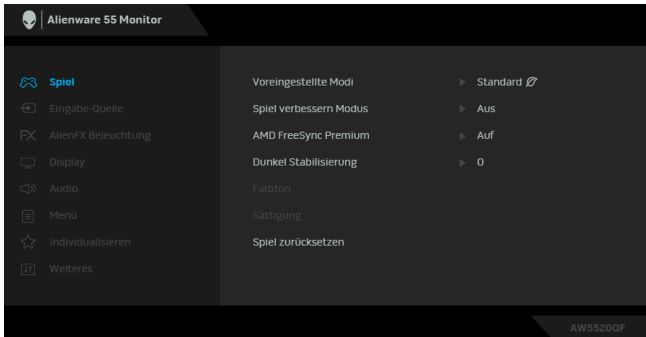 Alienware 55 Monitor
Spiel
Voreingestellte Modi Standard
Eingabe-Quelle
Spiel verbessern Modus Aus
AlienFX Beleuchtung
AMD FreeSync Premium Auf
Display
Dunkel Stabilisierung 0
Audio
Farbton
Menü
Sättigung
Individualisieren
Spiel zurücksetzen
Weiteres
AW5520QF